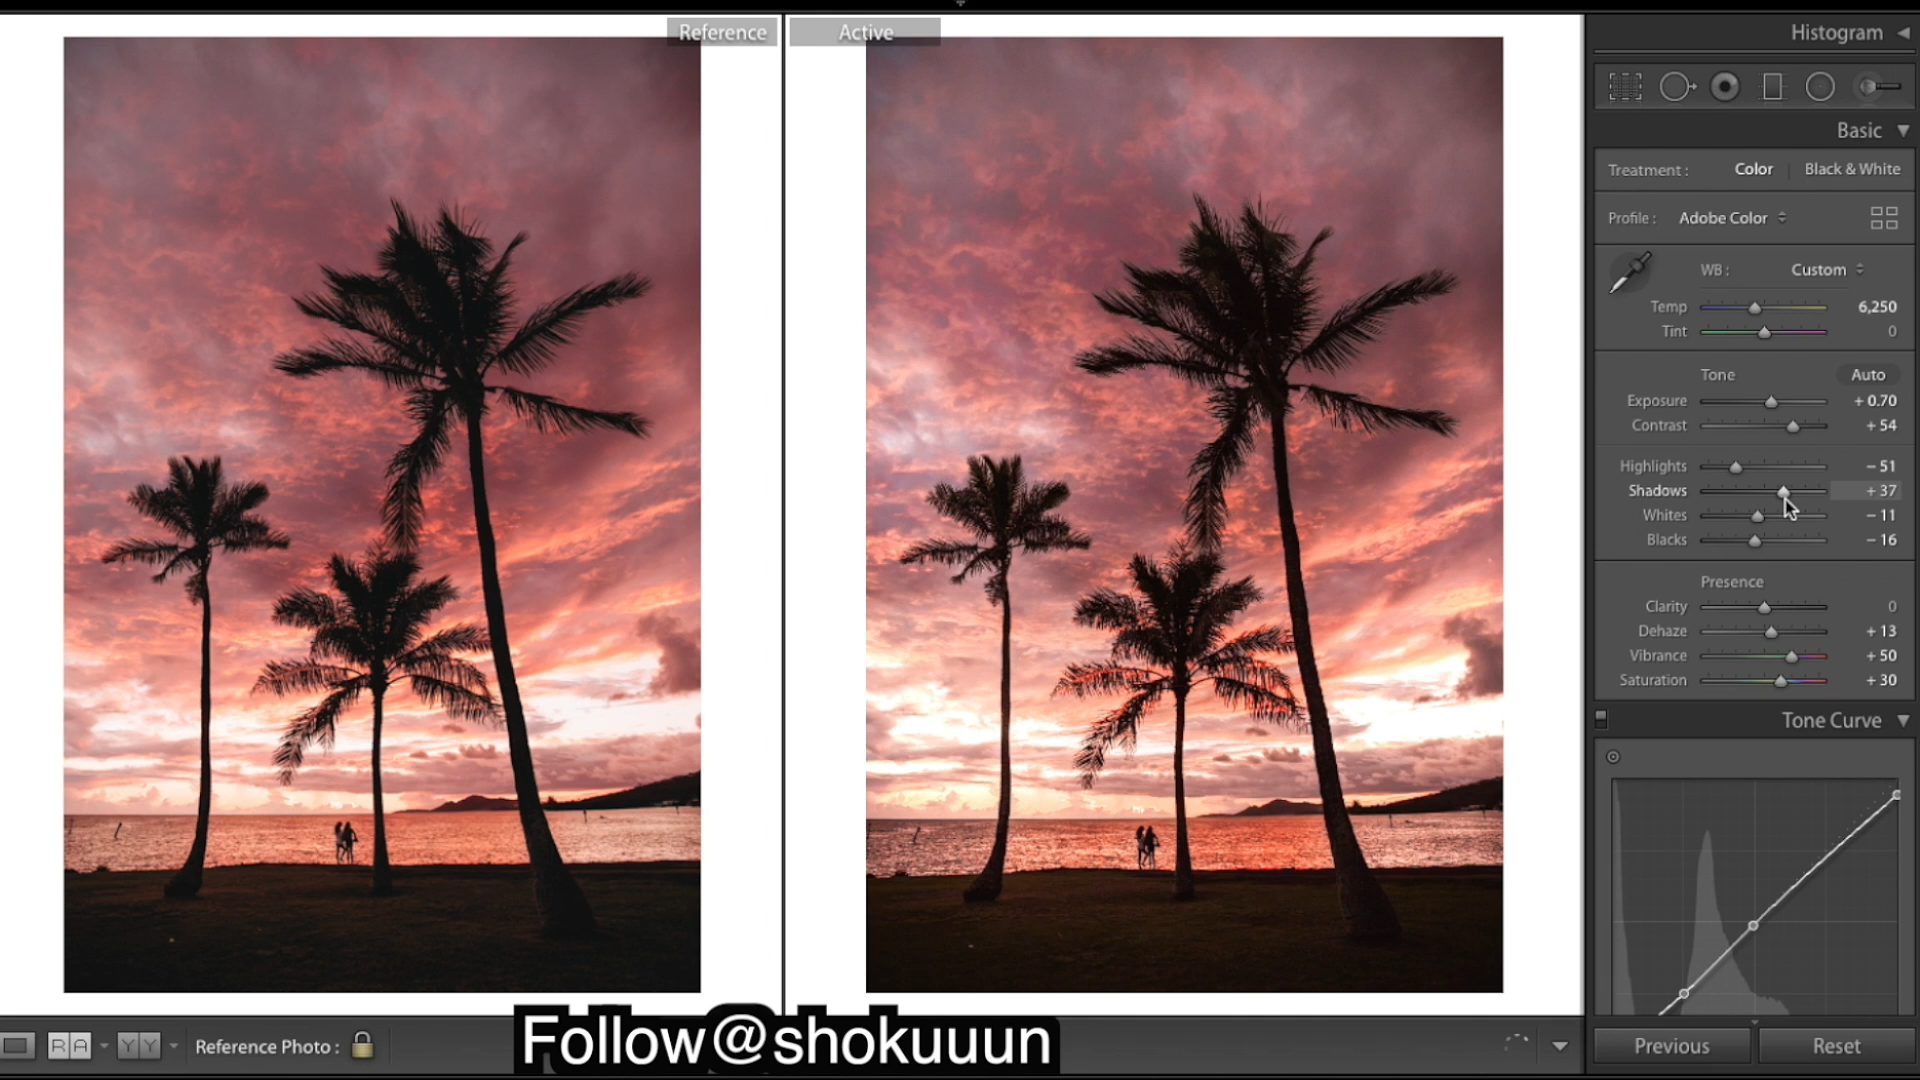 Reference
Active
Histogram
Basic
Treatment :
Color
Black & White
Profile :
Adobe Color
WB :
Custom
Temp
6,250
Tint
0
Tone
Auto
Exposure
+ 0.70
Contrast
+ 54
Highlights
− 51
Shadows
+ 37
Whites
− 11
Blacks
− 16
Presence
Clarity
0
Dehaze
+ 13
Vibrance
+ 50
Saturation
+ 30
Tone Curve
R A
Y Y
Reference Photo :
Follow@shokuuun
Previous
Reset